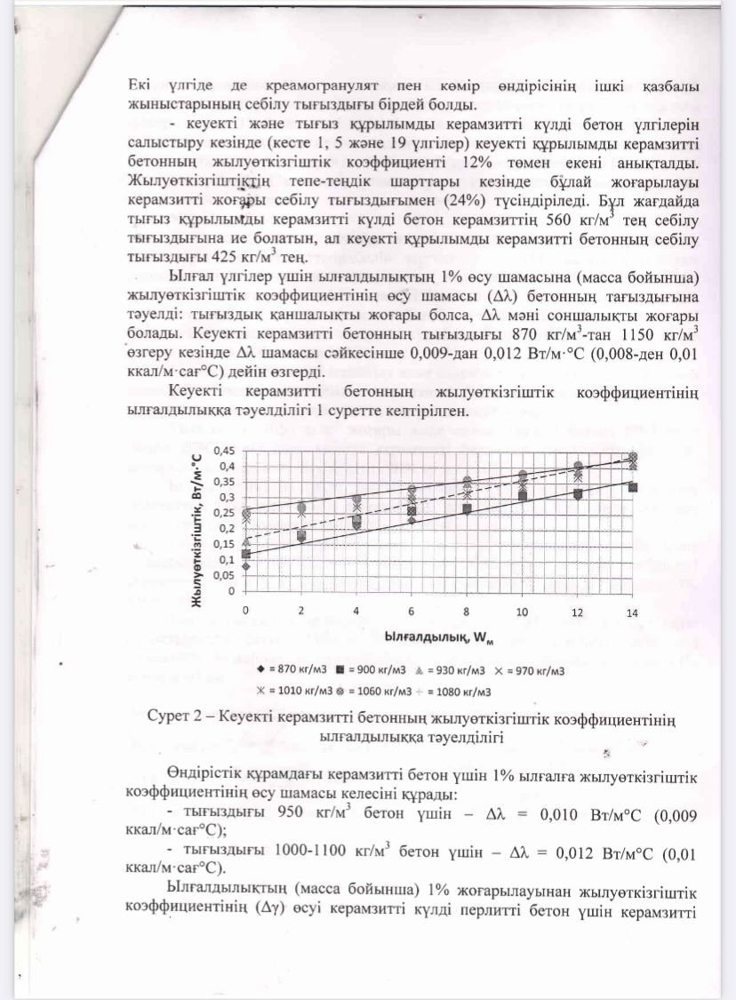 Екі үлгіде де креамогранулят пен көмір өндірісінің ішкі қазбалы
жыныстарының себілу тығыздығы бірдей болды.
- кеуекті және тығыз құрылымды керамзитті күлді бетон үлгілерін
салыстыру кезінде (кесте 1, 5 және 19 үлгілер) кеуекті құрылымды керамзитті
бетонның жылуөткізгіштік коэффициенті 12% төмен екені анықталды.
Жылуөткізгіштіктің тепе-теңдік шарттары кезінде бұлай жоғарылауы
керамзитті жоғары себілу тығыздығымен (24%) түсіндіріледі. Бұл жағдайда
тығыз құрылымды керамзитті күлді бетон керамзиттің 560 кг/м³ тең себілу
тығыздығына ие болатын, ал кеуекті құрылымды керамзитті бетонның себілу
тығыздығы 425 кг/м³ тең.
Ылғал үлгілер үшін ылғалдылықтың 1% өсу шамасына (масса бойынша)
жылуөткізгіштік коэффициентінің өсу шамасы (Δλ) бетонның тағыздығына
тәуелді: тығыздық қаншалықты жоғары болса, Δλ мәні соншалықты жоғары
болады. Кеуекті керамзитті бетонның тығыздығы 870 кг/м³-тан 1150 кг/м³
өзгеру кезінде Δλ шамасы сәйкесінше 0,009-дан 0,012 Вт/м·°С (0,008-ден 0,01
ккал/м·сағ°С) дейін өзгерді.
Кеуекті керамзитті бетонның жылуөткізгіштік коэффициентінің
ылғалдылыққа тәуелділігі 1 суретте келтірілген.
Жылуөткізгіштік, Вт/м·°С
0,45
0,4
0,35
0,3
0,25
0,2
0,15
0,1
0,05
0
0 2 4 6 8 10 12 14
Ылғалдылық, Wм
= 870 кг/м3 = 900 кг/м3 = 930 кг/м3 = 970 кг/м3
= 1010 кг/м3 = 1060 кг/м3 = 1080 кг/м3
Сурет 2 – Кеуекті керамзитті бетонның жылуөткізгіштік коэффициентінің
ылғалдылыққа тәуелділігі
Өндірістік құрамдағы керамзитті бетон үшін 1% ылғалға жылуөткізгіштік
коэффициентінің өсу шамасы келесіні құрады:
- тығыздығы 950 кг/м³ бетон үшін – Δλ = 0,010 Вт/м°С (0,009
ккал/м·сағ°С);
- тығыздығы 1000-1100 кг/м³ бетон үшін – Δλ = 0,012 Вт/м°С (0,01
ккал/м·сағ°С).
Ылғалдылықтың (масса бойынша) 1% жоғарылауынан жылуөткізгіштік
коэффициентінің (Δγ) өсуі керамзитті күлді перлитті бетон үшін керамзитті